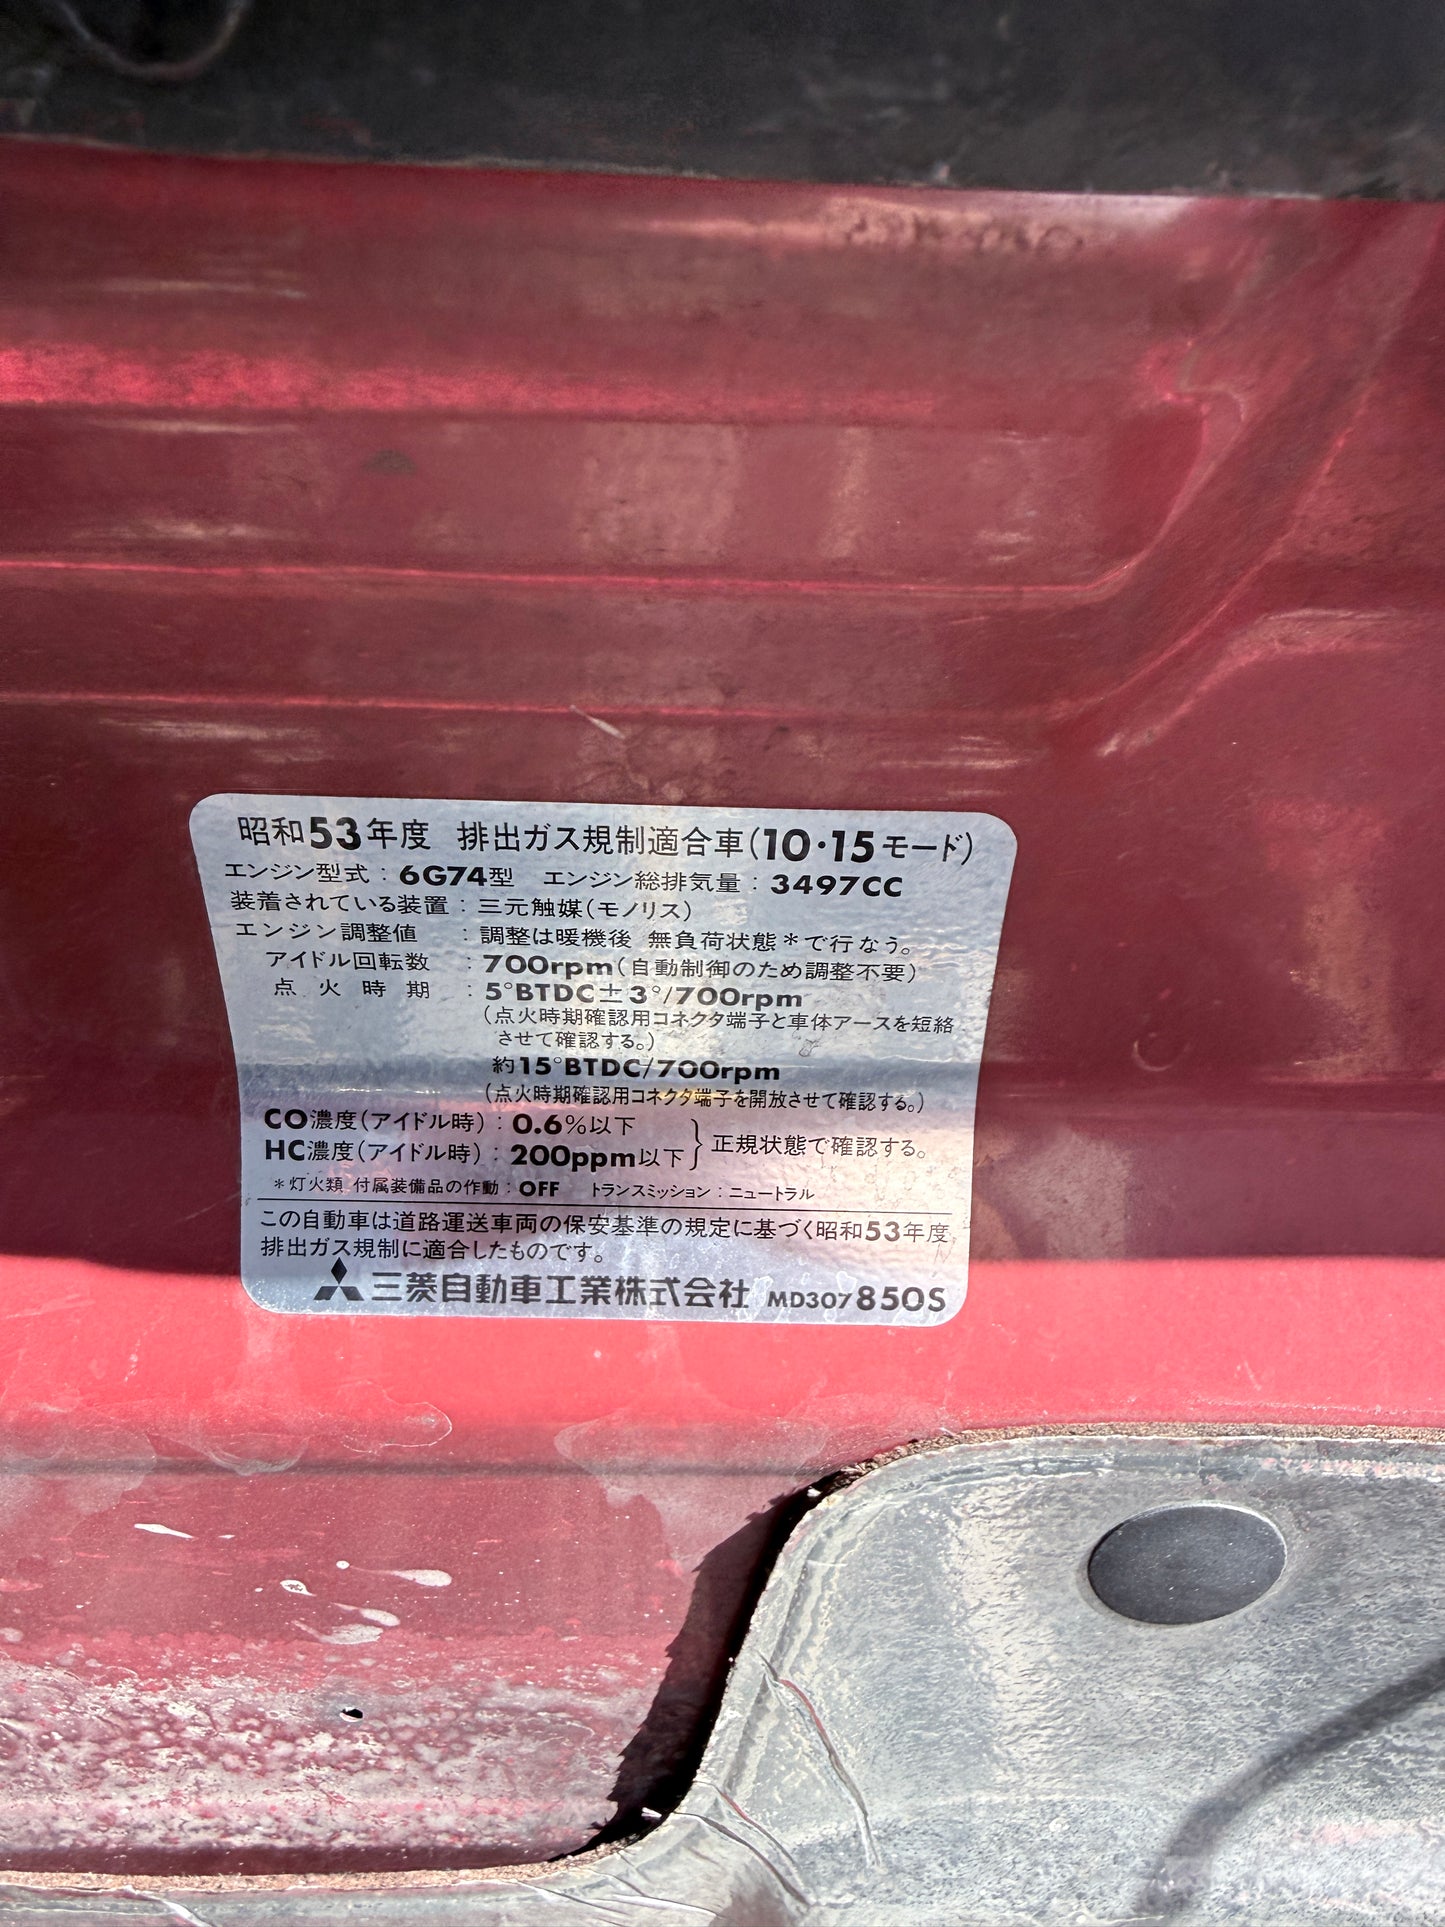 昭和53年度 排出ガス規制適合車(10・15モード)
エンジン型式:6G74型 エンジン総排気量:3497CC
装着されている装置:三元触媒(モノリス)
エンジン調整値 :調整は暖機後 無負荷状態*で行なう。
アイドル回転数 :700rpm(自動制御のため調整不要)
点火時期 :5°BTDC±3°/700rpm
(点火時期確認用コネクタ端子と車体アースを短絡
させて確認する。)
約15°BTDC/700rpm
(点火時期確認用コネクタ端子を開放させて確認する。)
CO濃度(アイドル時):0.6%以下
HC濃度(アイドル時):200ppm以下 }正規状態で確認する。
*灯火類 付属装備品の作動:OFF トランスミッション:ニュートラル
この自動車は道路運送車両の保安基準の規定に基づく昭和53年度
排出ガス規制に適合したものです。
三菱自動車工業株式会社 MD307850S